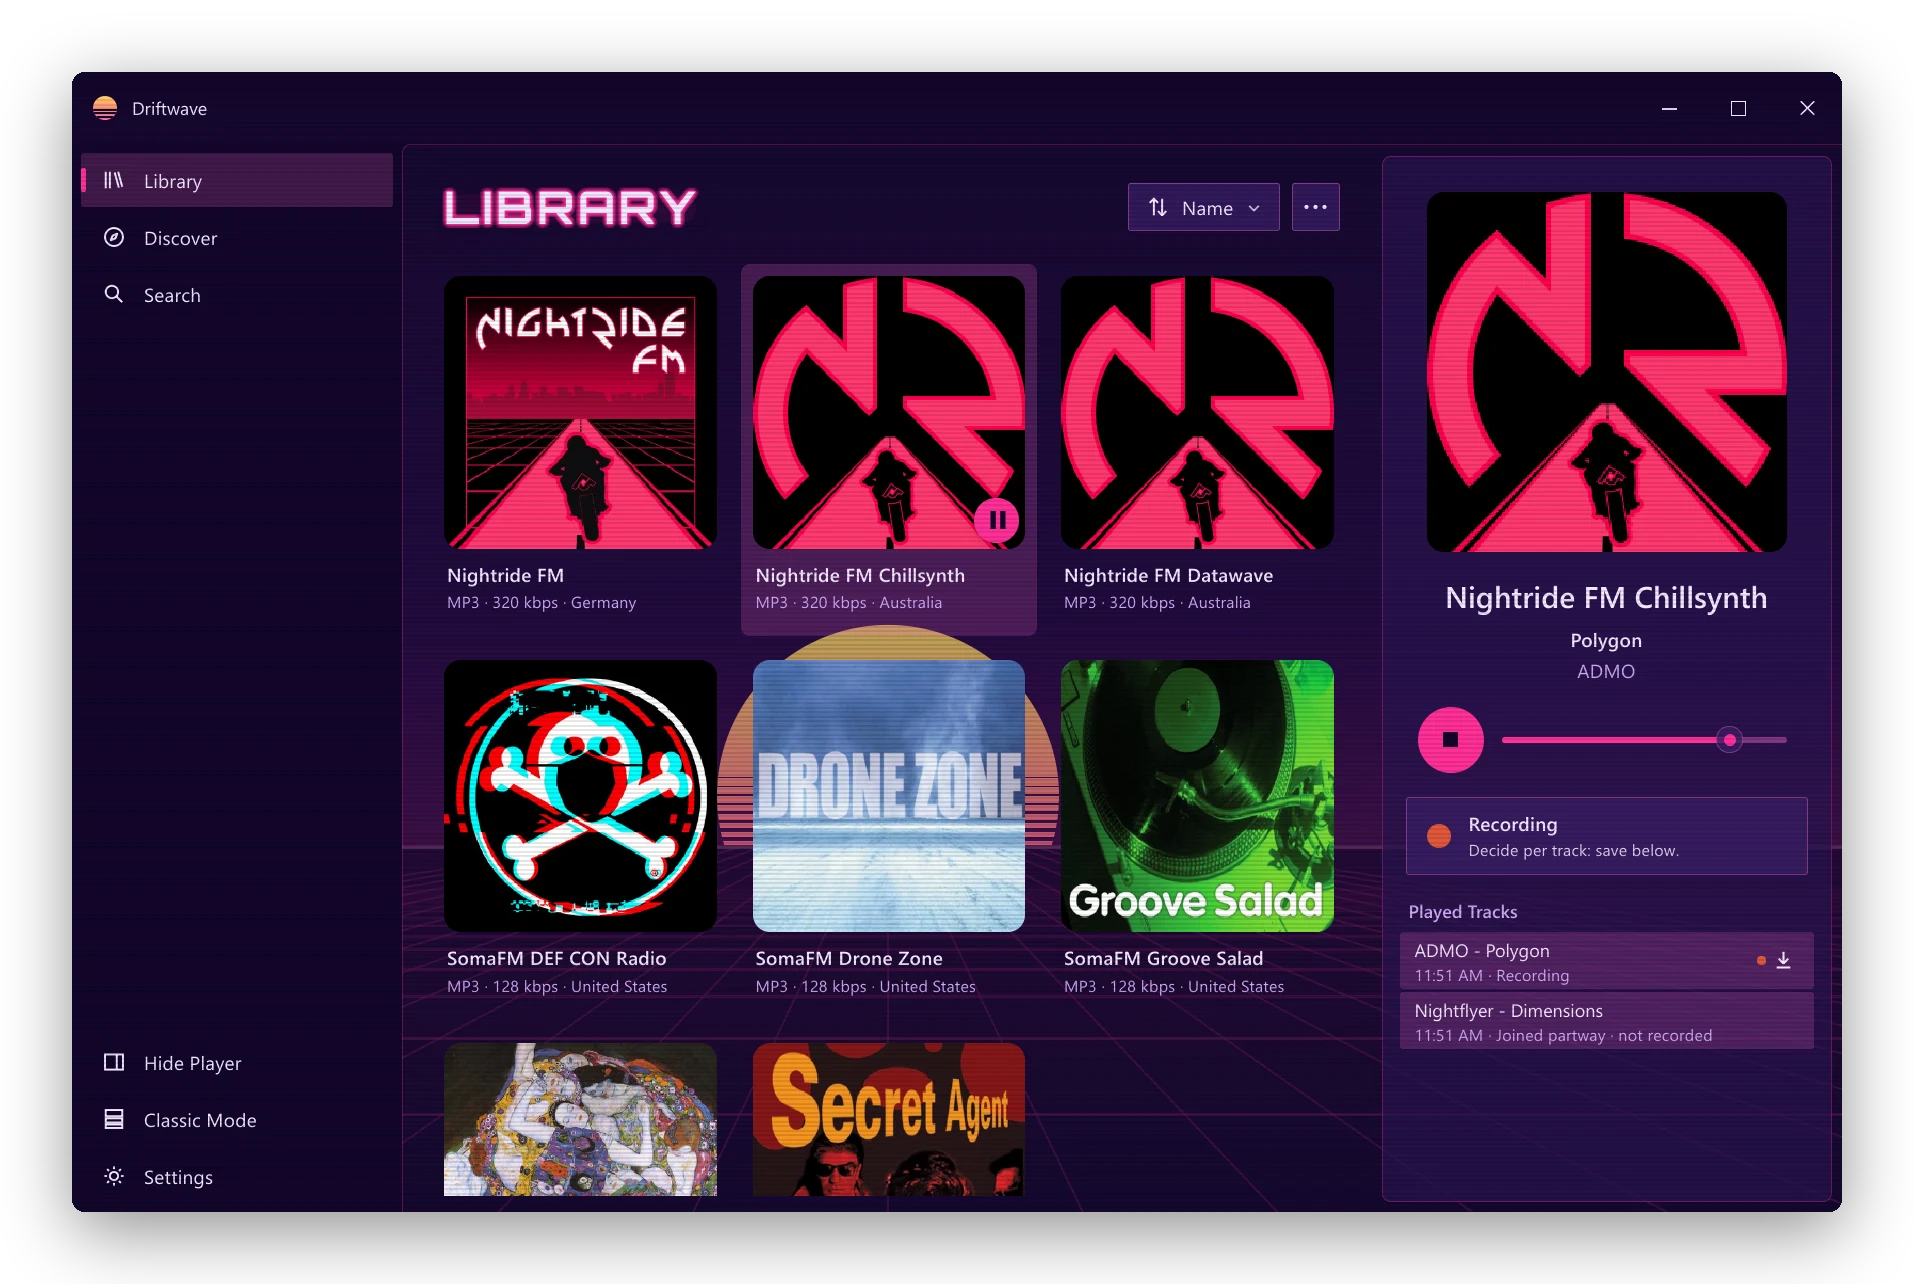 Driftwave
Library
Discover
Search
Hide Player
Classic Mode
Settings
LIBRARY
Name
NIGHTRIDE
FM
Nightride FM
MP3 · 320 kbps · Germany
Nightride FM Chillsynth
MP3 · 320 kbps · Australia
Nightride FM Datawave
MP3 · 320 kbps · Australia
DRONE ZONE
Groove Salad
SomaFM DEF CON Radio
MP3 · 128 kbps · United States
SomaFM Drone Zone
MP3 · 128 kbps · United States
SomaFM Groove Salad
MP3 · 128 kbps · United States
Secret Agent
Nightride FM Chillsynth
Polygon
ADMO
Recording
Decide per track: save below.
Played Tracks
ADMO - Polygon
11:51 AM · Recording
Nightflyer - Dimensions
11:51 AM · Joined partway · not recorded